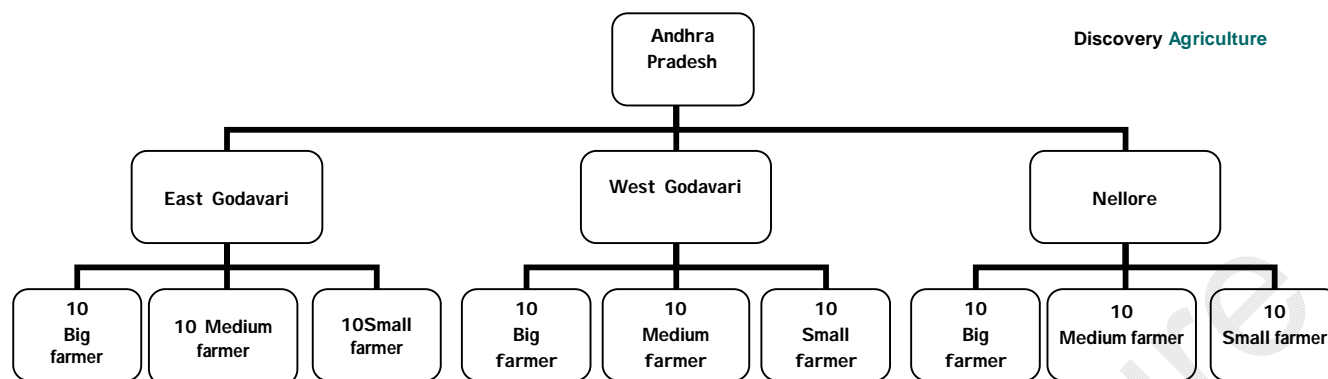 Discovery Agriculture
Andhra
Pradesh
East Godavari
West Godavari
Nellore
10
Big
farmer
10 Medium
farmer
10Small
farmer
10
Big
farmer
10
Medium
farmer
10
Small
farmer
10
Big
farmer
10
Medium farmer
10
Small farmer